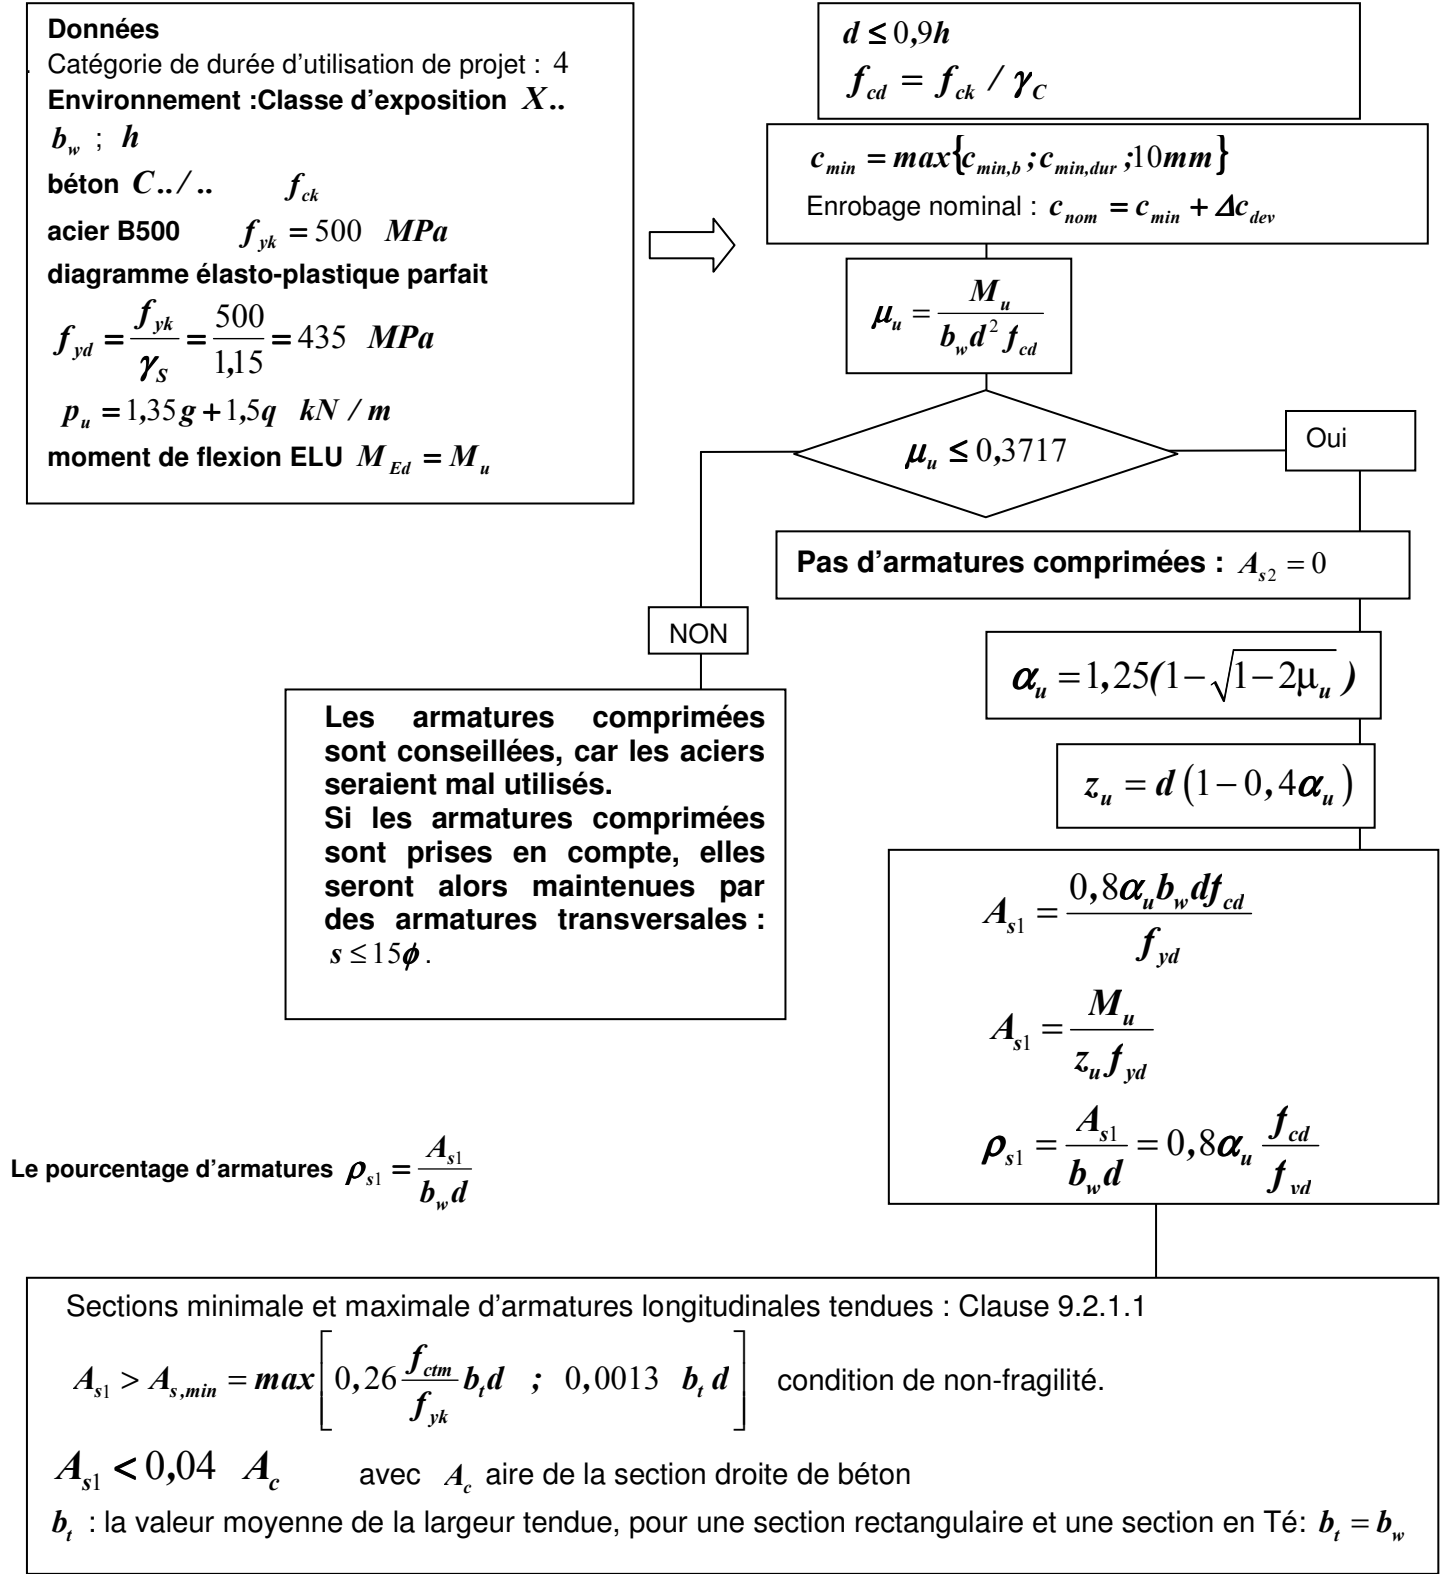 Données
. Catégorie de durée d'utilisation de projet : 4
Environnement :Classe d'exposition X..
b_w ; h
béton C../.. f_ck
acier B500 f_yk = 500 MPa
diagramme élasto-plastique parfait
f_yd = f_yk / γ_S = 500 / 1,15 = 435 MPa
p_u = 1,35g + 1,5q kN / m
moment de flexion ELU M_Ed = M_u
d ≤ 0,9h
f_cd = f_ck / γ_C
c_min = max{c_min,b ; c_min,dur ;10mm}
Enrobage nominal : c_nom = c_min + Δc_dev
μ_u = M_u / (b_w d² f_cd)
μ_u ≤ 0,3717
Oui
Pas d'armatures comprimées : A_s2 = 0
NON
Les armatures comprimées
sont conseillées, car les aciers
seraient mal utilisés.
Si les armatures comprimées
sont prises en compte, elles
seront alors maintenues par
des armatures transversales :
s ≤ 15ϕ .
α_u = 1,25(1−√(1−2μ_u) )
z_u = d (1−0,4α_u)
A_s1 = 0,8α_u b_w d f_cd / f_yd
A_s1 = M_u / (z_u f_yd)
ρ_s1 = A_s1 / (b_w d) = 0,8α_u f_cd / f_yd
Le pourcentage d'armatures ρ_s1 = A_s1 / (b_w d)
Sections minimale et maximale d'armatures longitudinales tendues : Clause 9.2.1.1
A_s1 > A_s,min = max[ 0,26 (f_ctm / f_yk) b_t d ; 0,0013 b_t d ] condition de non-fragilité.
A_s1 < 0,04 A_c avec A_c aire de la section droite de béton
b_t : la valeur moyenne de la largeur tendue, pour une section rectangulaire et une section en Té: b_t = b_w